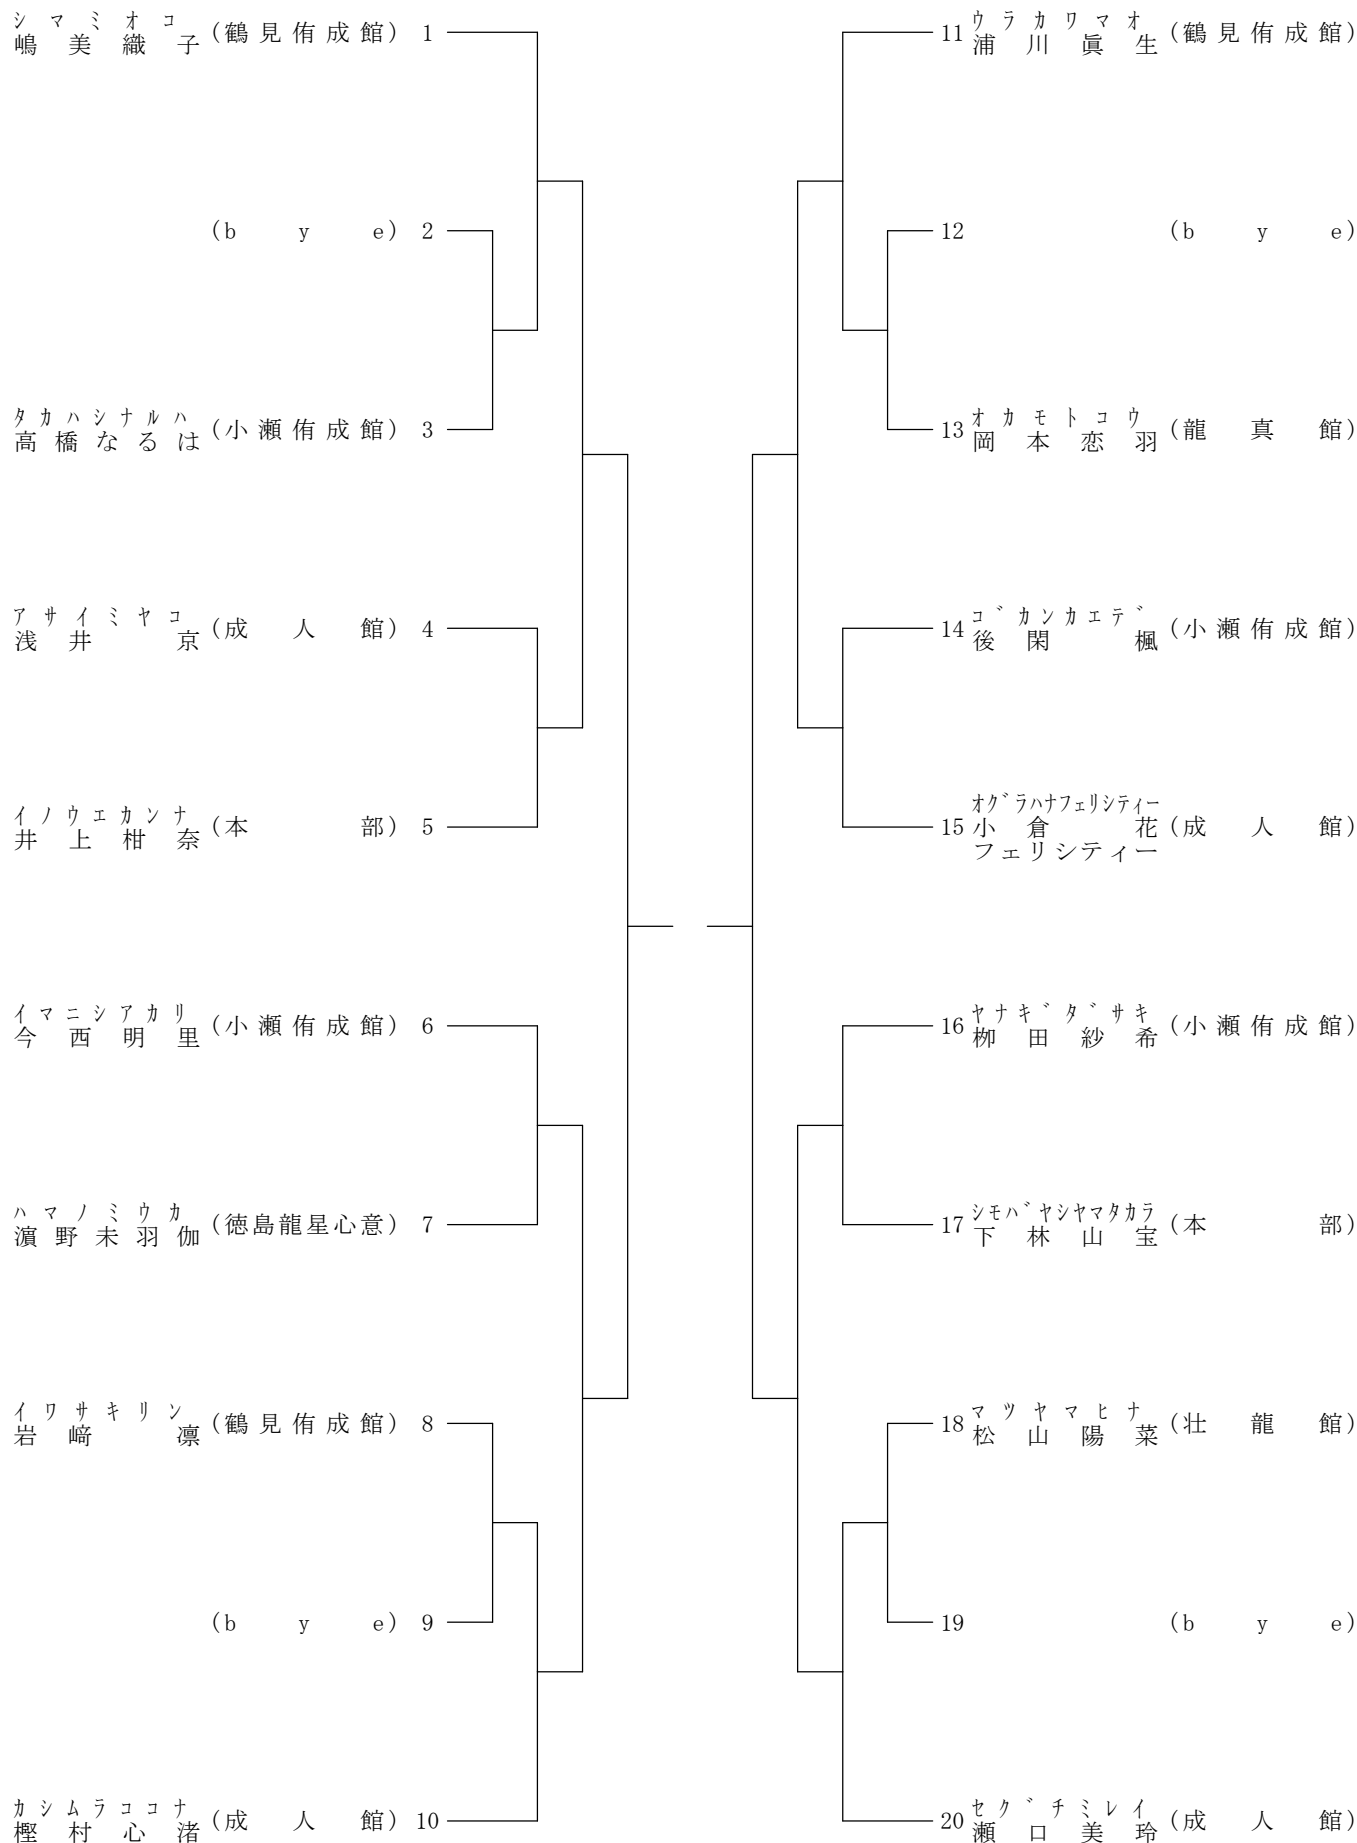 シマミオコ
嶋美織子 (鶴見侑成館) 1
(bye) 2
タカハシナルハ
高橋なるは (小瀬侑成館) 3
アサイミヤコ
浅井京 (成人館) 4
イノウエカンナ
井上柑奈 (本部) 5
イマニシアカリ
今西明里 (小瀬侑成館) 6
ハマノミウカ
濵野未羽伽 (徳島龍星心意) 7
イワサキリン
岩﨑凛 (鶴見侑成館) 8
(bye) 9
カシムラココナ
樫村心渚 (成人館) 10
ウラカワマオ
11 浦川眞生 (鶴見侑成館)
12 (bye)
オカモトコウ
13 岡本恋羽 (龍真館)
ゴカンカエデ
14 後閑楓 (小瀬侑成館)
オグラハナフェリシティー
15 小倉花 (成人館)
フェリシティー
ヤナギダサキ
16 栁田紗希 (小瀬侑成館)
シモバヤシヤマタカラ
17 下林山宝 (本部)
マツヤマヒナ
18 松山陽菜 (壮龍館)
19 (bye)
セグチミレイ
20 瀬口美玲 (成人館)